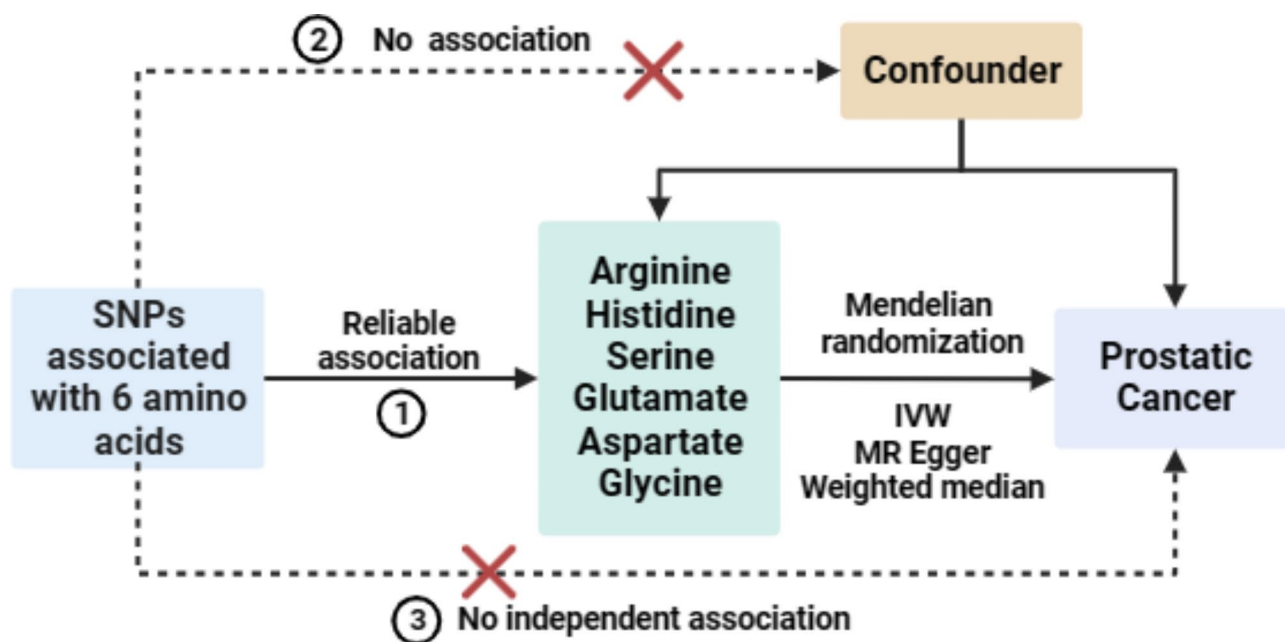 ② No association
Confounder
SNPs
associated
with 6 amino
acids
Reliable
association
①
Arginine
Histidine
Serine
Glutamate
Aspartate
Glycine
Mendelian
randomization
IVW
MR Egger
Weighted median
Prostatic
Cancer
③ No independent association